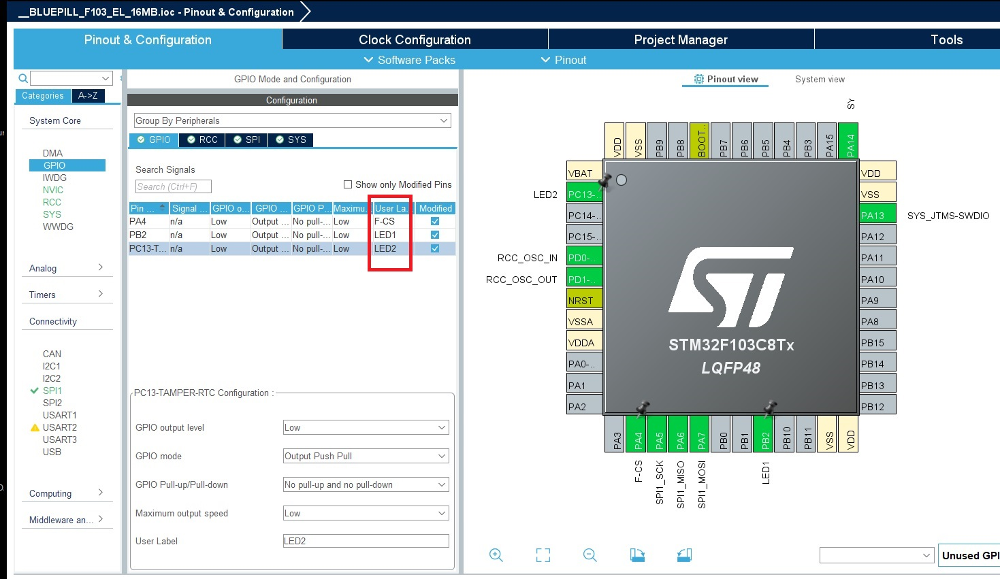 __BLUEPILL_F103_EL_16MB.ioc - Pinout & Configuration
Pinout & Configuration
Clock Configuration
Project Manager
Tools
Software Packs
Pinout
Categories
A->Z
System Core
DMA
GPIO
IWDG
NVIC
RCC
SYS
WWDG
Analog
Timers
Connectivity
CAN
I2C1
I2C2
SPI1
SPI2
USART1
USART2
USART3
USB
Computing
Middleware an...
GPIO Mode and Configuration
Configuration
Group By Peripherals
GPIO RCC SPI SYS
Search Signals
Search (Ctrl+F)
Show only Modified Pins
Pin ... Signal ... GPIO o... GPIO ... GPIO P... Maximu... User La... Modified
PA4 n/a Low Output ... No pull-... Low F-CS
PB2 n/a Low Output ... No pull-... Low LED1
PC13-T... n/a Low Output ... No pull-... Low LED2
PC13-TAMPER-RTC Configuration :
GPIO output level Low
GPIO mode Output Push Pull
GPIO Pull-up/Pull-down No pull-up and no pull-down
Maximum output speed Low
User Label LED2
Pinout view
System view
SY
VDD VSS PB9 PB8 BOOT... PB7 PB6 PB5 PB4 PB3 PA15 PA14
VBAT
LED2 PC13-...
PC14-...
PC15-...
RCC_OSC_IN PD0-...
RCC_OSC_OUT PD1-...
NRST
VSSA
VDDA
PA0-...
PA1
PA2
ST
STM32F103C8Tx
LQFP48
VDD
VSS
PA13 SYS_JTMS-SWDIO
PA12
PA11
PA10
PA9
PA8
PB15
PB14
PB13
PB12
PA3 PA4 PA5 PA6 PA7 PB0 PB1 PB2 PB10 PB11 VSS VDD
F-CS SPI1_SCK SPI1_MISO SPI1_MOSI LED1
Unused GPI